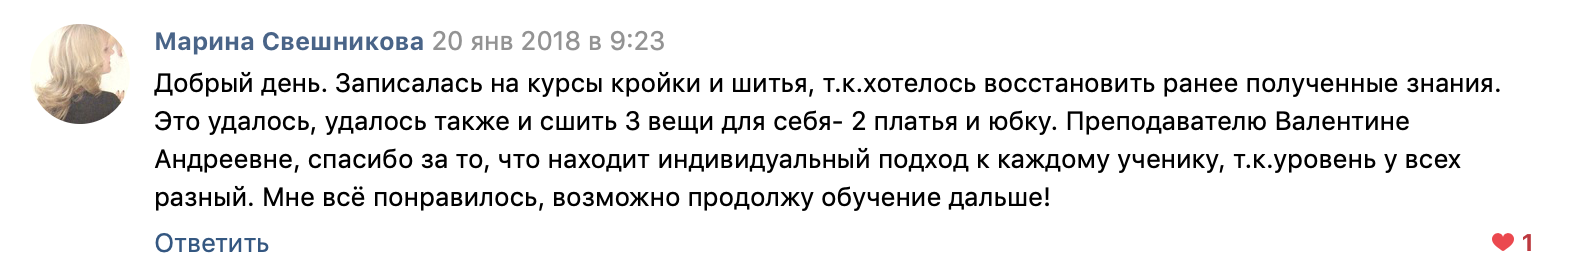 Марина Свешникова 20 янв 2018 в 9:23
Добрый день. Записалась на курсы кройки и шитья, т.к.хотелось восстановить ранее полученные знания.
Это удалось, удалось также и сшить 3 вещи для себя- 2 платья и юбку. Преподавателю Валентине
Андреевне, спасибо за то, что находит индивидуальный подход к каждому ученику, т.к.уровень у всех
разный. Мне всё понравилось, возможно продолжу обучение дальше!
Ответить 1